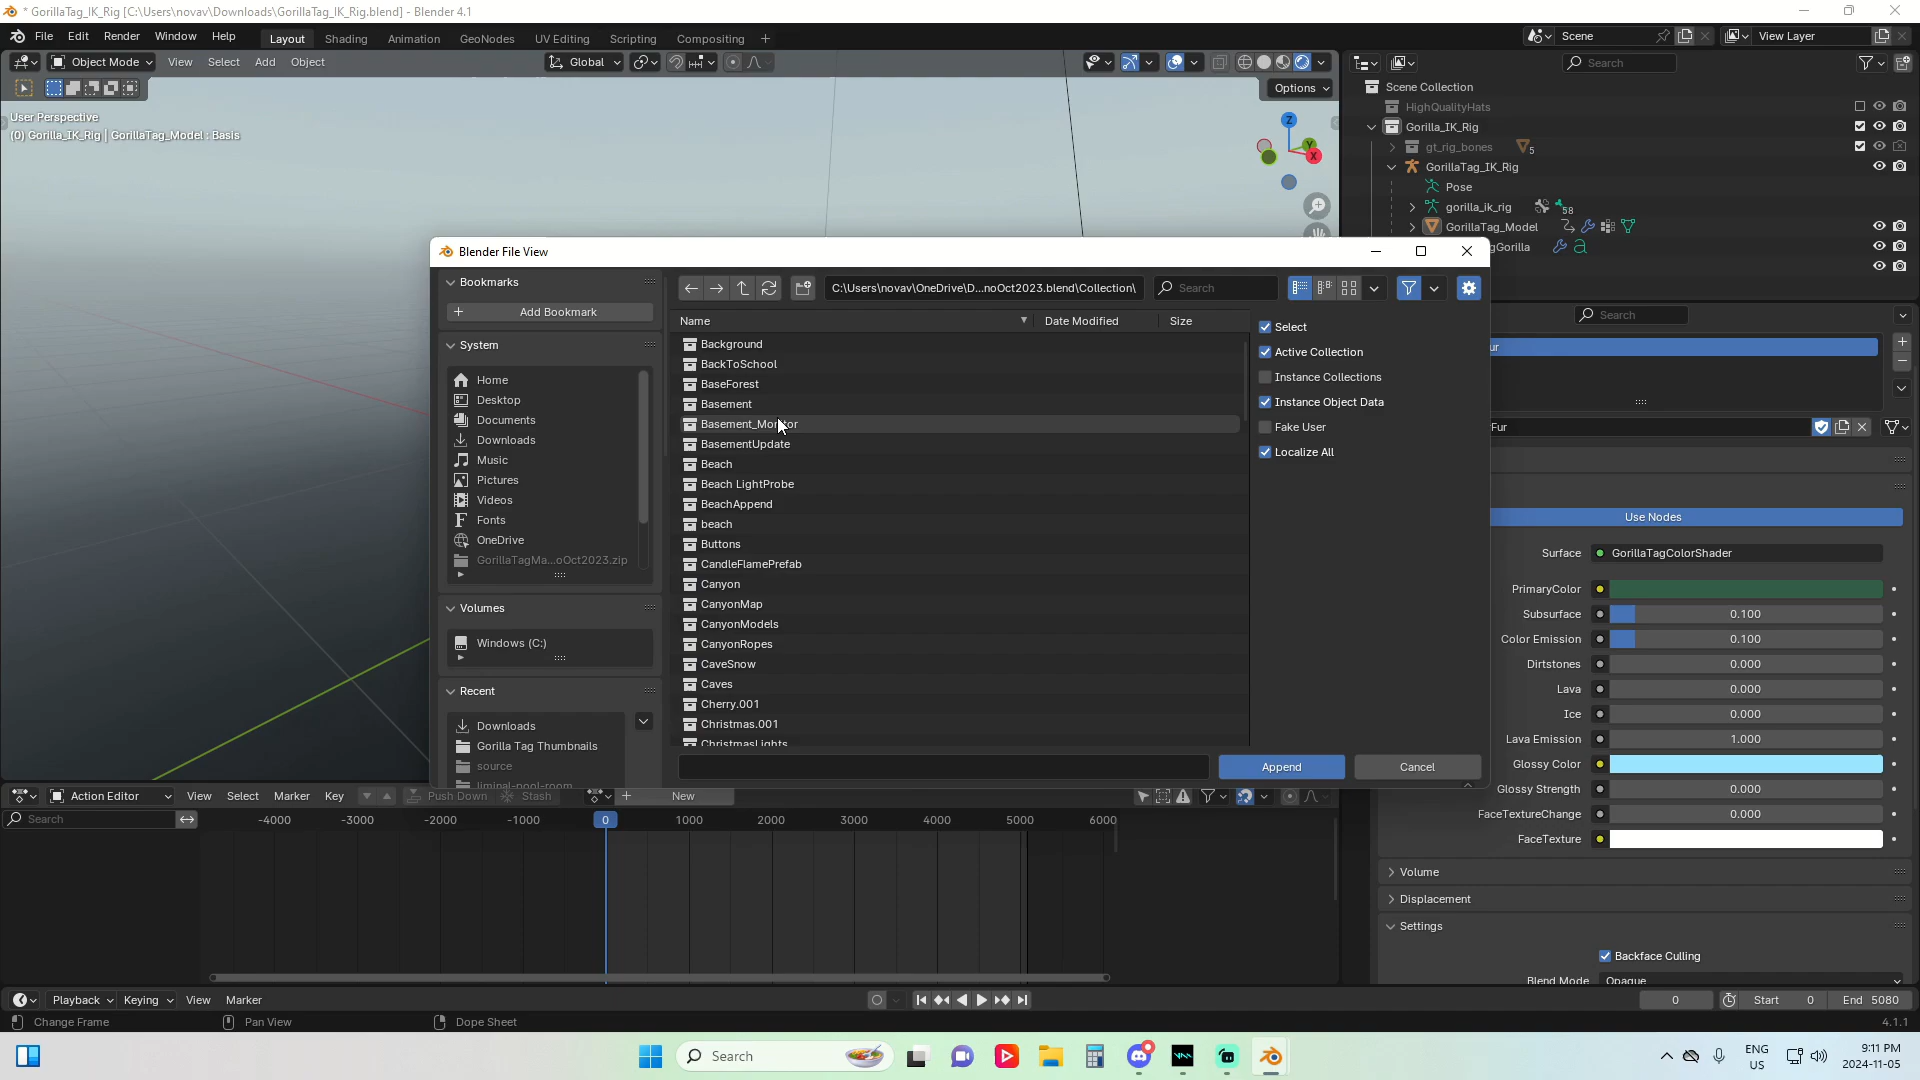 * GorillaTag_IK_Rig [C:\Users\novav\Downloads\GorillaTag_IK_Rig.blend] - Blender 4.1
File Edit Render Window Help Layout Shading Animation GeoNodes UV Editing Scripting Compositing + Scene View Layer
Object Mode View Select Add Object Global Search
Options
User Perspective
(0) Gorilla_IK_Rig | GorillaTag_Model : Basis
Z
Y
X
Scene Collection
HighQualityHats
Gorilla_IK_Rig
gt_rig_bones 5
GorillaTag_IK_Rig
Pose
gorilla_ik_rig 58
GorillaTag_Model
gGorilla
Blender File View
Bookmarks
Add Bookmark
System
Home
Desktop
Documents
Downloads
Music
Pictures
Videos
Fonts
OneDrive
GorillaTagMa...oOct2023.zip
Volumes
Windows (C:)
Recent
Downloads
Gorilla Tag Thumbnails
source
liminal-pool-room
C:\Users\novav\OneDrive\D...noOct2023.blend\Collection\ Search
Name Date Modified Size
Background
BackToSchool
BaseForest
Basement
Basement_Monitor
BasementUpdate
Beach
Beach LightProbe
BeachAppend
beach
Buttons
CandleFlamePrefab
Canyon
CanyonMap
CanyonModels
CanyonRopes
CaveSnow
Caves
Cherry.001
Christmas.001
ChristmasLights
Select
Active Collection
Instance Collections
Instance Object Data
Fake User
Localize All
Append Cancel
Search
ur
Fur
Use Nodes
Surface GorillaTagColorShader
PrimaryColor
Subsurface 0.100
Color Emission 0.100
Dirtstones 0.000
Lava 0.000
Ice 0.000
Lava Emission 1.000
Glossy Color
Glossy Strength 0.000
FaceTextureChange 0.000
FaceTexture
Volume
Displacement
Settings
Backface Culling
Blend Mode Opaque
Action Editor View Select Marker Key Push Down Stash New
Search -4000 -3000 -2000 -1000 0 1000 2000 3000 4000 5000 6000
Playback Keying View Marker 0 Start 0 End 5080
Change Frame Pan View Dope Sheet 4.1.1
Search ENG US 9:11 PM 2024-11-05